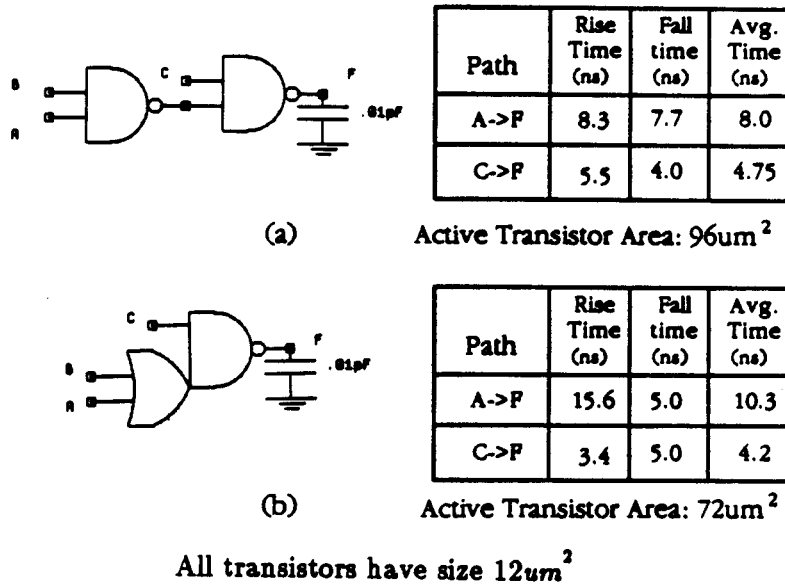 B
A
C
F
.01pF
(a)
Path Rise Time (ns) Fall time (ns) Avg. Time (ns)
A->F 8.3 7.7 8.0
C->F 5.5 4.0 4.75
Active Transistor Area: 96um²
C
B
A
F
.01pF
(b)
Path Rise Time (ns) Fall time (ns) Avg. Time (ns)
A->F 15.6 5.0 10.3
C->F 3.4 5.0 4.2
Active Transistor Area: 72um²
All transistors have size 12um²